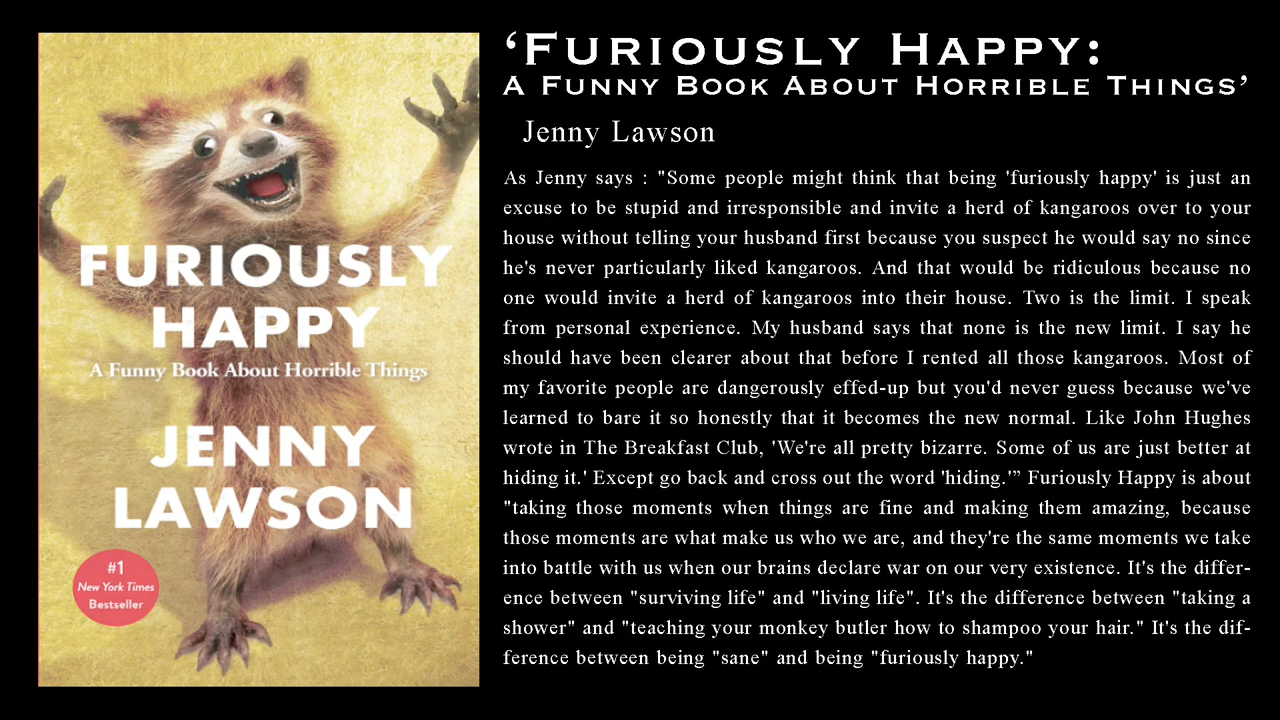 FURIOUSLY
HAPPY
A Funny Book About Horrible Things
JENNY
LAWSON
#1
New York Times
Bestseller
‘Furiously Happy:
A Funny Book About Horrible Things’
Jenny Lawson
As Jenny says : "Some people might think that being 'furiously happy' is just an
excuse to be stupid and irresponsible and invite a herd of kangaroos over to your
house without telling your husband first because you suspect he would say no since
he's never particularly liked kangaroos. And that would be ridiculous because no
one would invite a herd of kangaroos into their house. Two is the limit. I speak
from personal experience. My husband says that none is the new limit. I say he
should have been clearer about that before I rented all those kangaroos. Most of
my favorite people are dangerously effed-up but you'd never guess because we've
learned to bare it so honestly that it becomes the new normal. Like John Hughes
wrote in The Breakfast Club, 'We're all pretty bizarre. Some of us are just better at
hiding it.' Except go back and cross out the word 'hiding.'” Furiously Happy is about
"taking those moments when things are fine and making them amazing, because
those moments are what make us who we are, and they're the same moments we take
into battle with us when our brains declare war on our very existence. It's the differ-
ence between "surviving life" and "living life". It's the difference between "taking a
shower" and "teaching your monkey butler how to shampoo your hair." It's the dif-
ference between being "sane" and being "furiously happy."